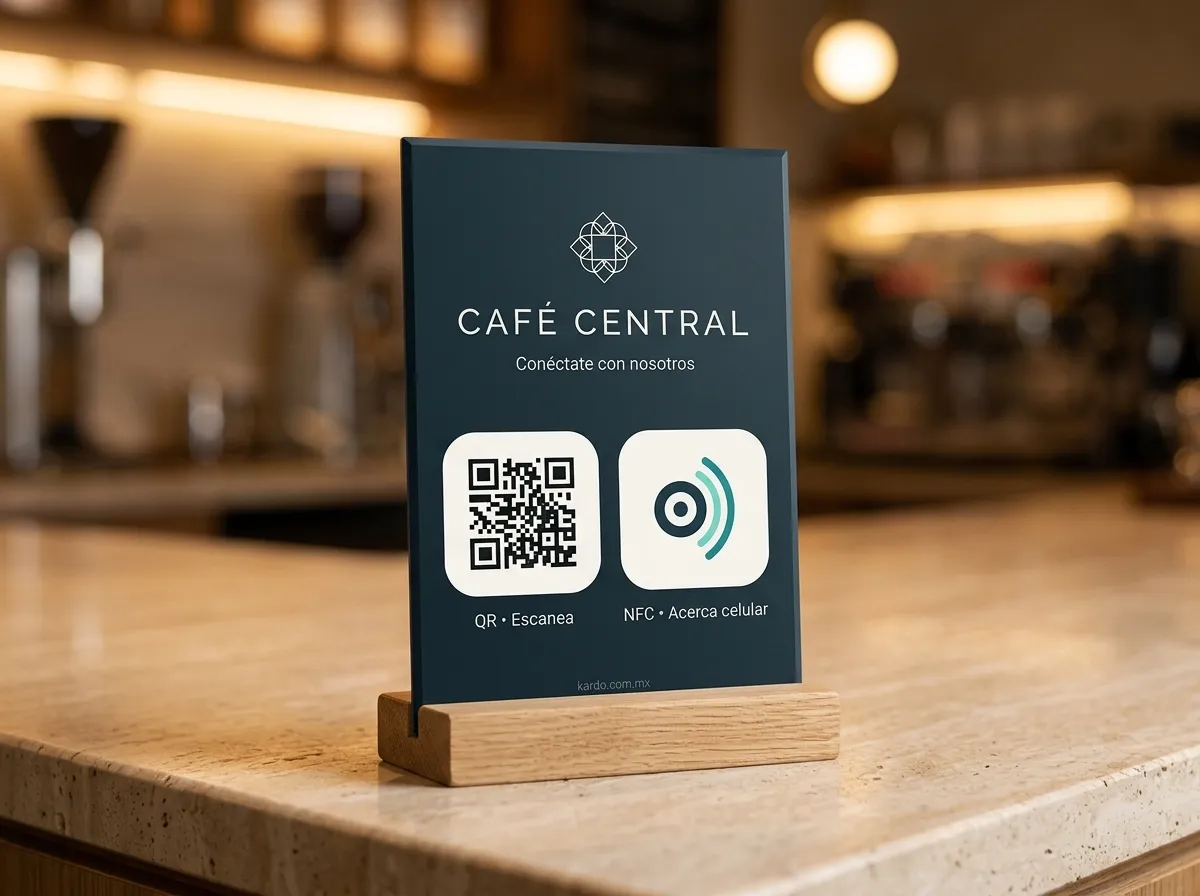 CAFÉ CENTRAL
Conéctate con nosotros
QR • Escanea
NFC • Acerca celular
kardo.com.mx